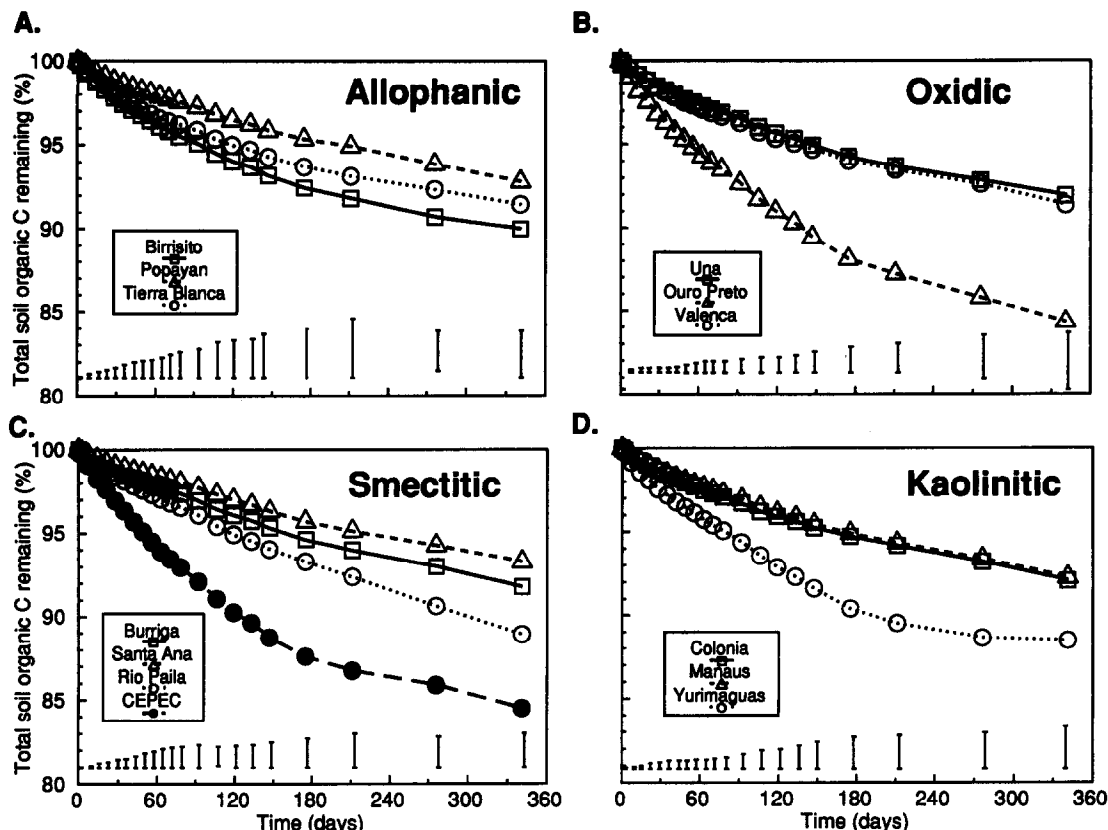 A.
Total soil organic C remaining (%)
100
95
90
85
80
Allophanic
Birrisito
Popayan
Tierra Blanca
B.
Oxidic
Una
Ouro Preto
Valenca
C.
Total soil organic C remaining (%)
100
95
90
85
80
Smectitic
Burriga
Santa Ana
Rio Paila
CEPEC
0 60 120 180 240 300 360
Time (days)
D.
Kaolinitic
Colonia
Manaus
Yurimaguas
0 60 120 180 240 300 360
Time (days)